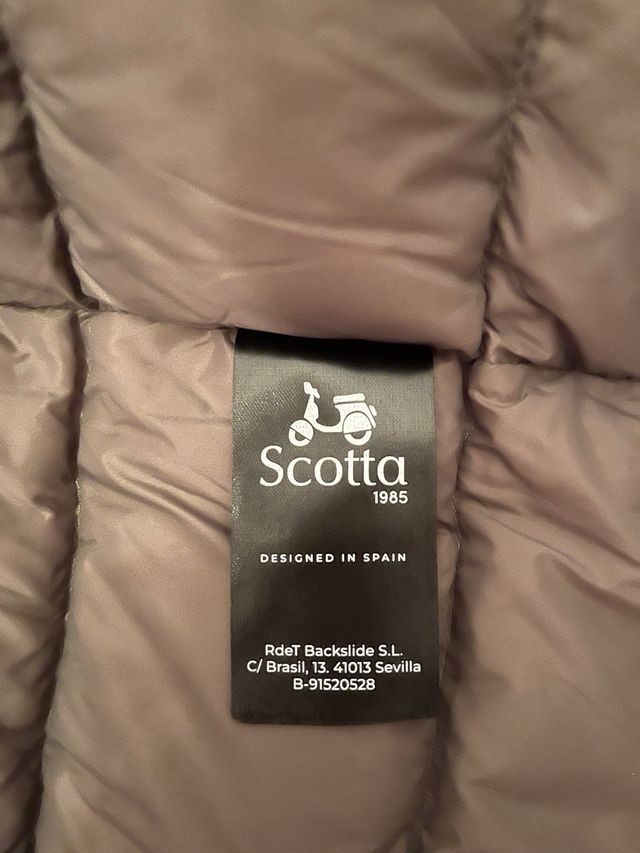 Scotta
1985
DESIGNED IN SPAIN
RdeT Backslide S.L.
C/ Brasil, 13. 41013 Sevilla
B-91520528